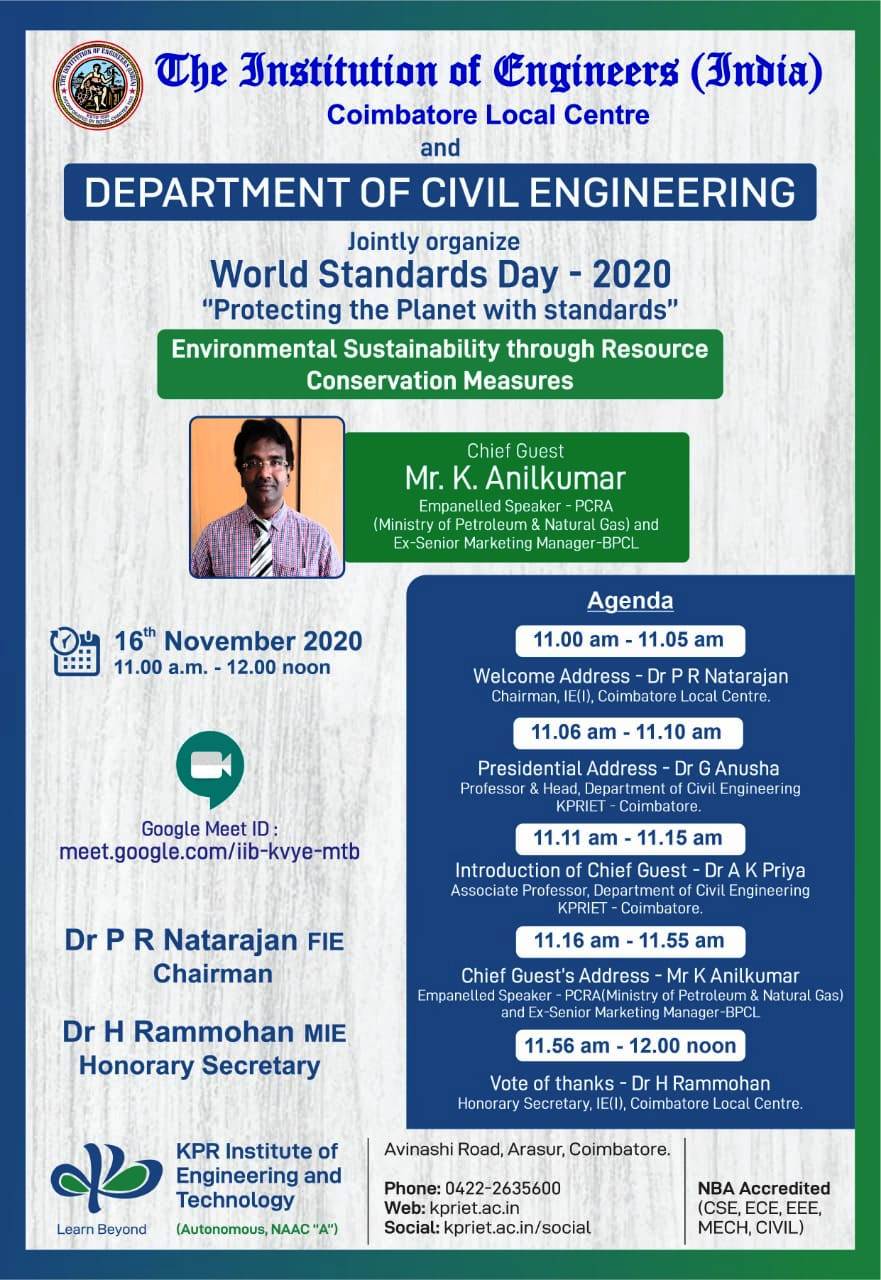 The Institution of Engineers (India)
Coimbatore Local Centre
and
DEPARTMENT OF CIVIL ENGINEERING
Jointly organize
World Standards Day - 2020
"Protecting the Planet with standards"
Environmental Sustainability through Resource
Conservation Measures
Chief Guest
Mr. K. Anilkumar
Empanelled Speaker - PCRA
(Ministry of Petroleum & Natural Gas) and
Ex-Senior Marketing Manager-BPCL
16th November 2020
11.00 a.m. - 12.00 noon
Google Meet ID :
meet.google.com/iib-kvye-mtb
Dr P R Natarajan FIE
Chairman
Dr H Rammohan MIE
Honorary Secretary
Agenda
11.00 am - 11.05 am
Welcome Address - Dr P R Natarajan
Chairman, IE(I), Coimbatore Local Centre.
11.06 am - 11.10 am
Presidential Address - Dr G Anusha
Professor & Head, Department of Civil Engineering
KPRIET - Coimbatore.
11.11 am - 11.15 am
Introduction of Chief Guest - Dr A K Priya
Associate Professor, Department of Civil Engineering
KPRIET - Coimbatore.
11.16 am - 11.55 am
Chief Guest's Address - Mr K Anilkumar
Empanelled Speaker - PCRA(Ministry of Petroleum & Natural Gas)
and Ex-Senior Marketing Manager-BPCL
11.56 am - 12.00 noon
Vote of thanks - Dr H Rammohan
Honorary Secretary, IE(I), Coimbatore Local Centre.
Learn Beyond
KPR Institute of
Engineering and
Technology
(Autonomous, NAAC "A")
Avinashi Road, Arasur, Coimbatore.
Phone: 0422-2635600
Web: kpriet.ac.in
Social: kpriet.ac.in/social
NBA Accredited
(CSE, ECE, EEE,
MECH, CIVIL)